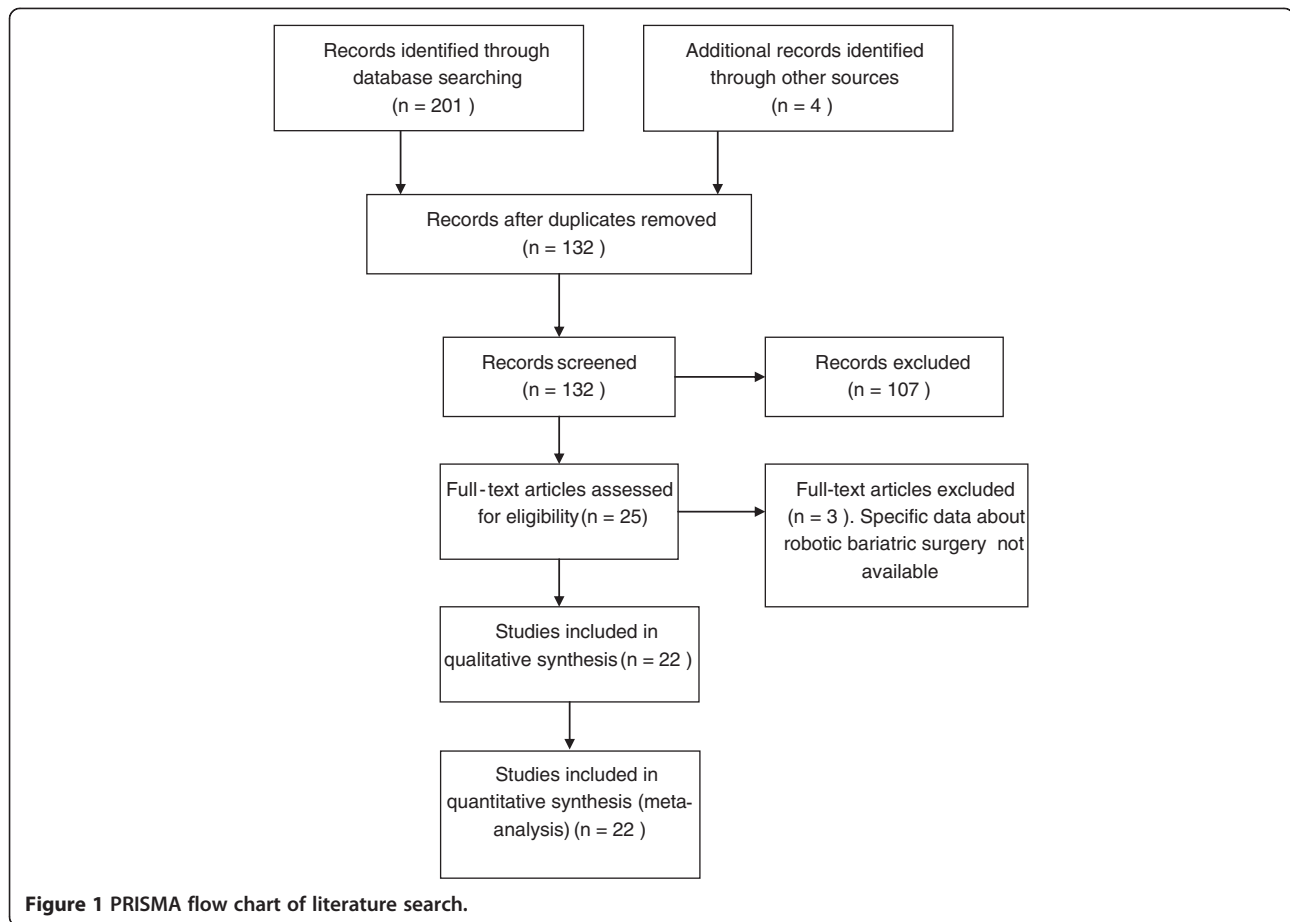 Records identified through
database searching
(n = 201 )
Additional records identified
through other sources
(n = 4 )
Records after duplicates removed
(n = 132 )
Records screened
(n = 132 )
Records excluded
(n = 107 )
Full-text articles assessed
for eligibility (n = 25)
Full-text articles excluded
(n = 3 ). Specific data about
robotic bariatric surgery not
available
Studies included in
qualitative synthesis (n = 22 )
Studies included in
quantitative synthesis (meta-
analysis) (n = 22 )
Figure 1 PRISMA flow chart of literature search.